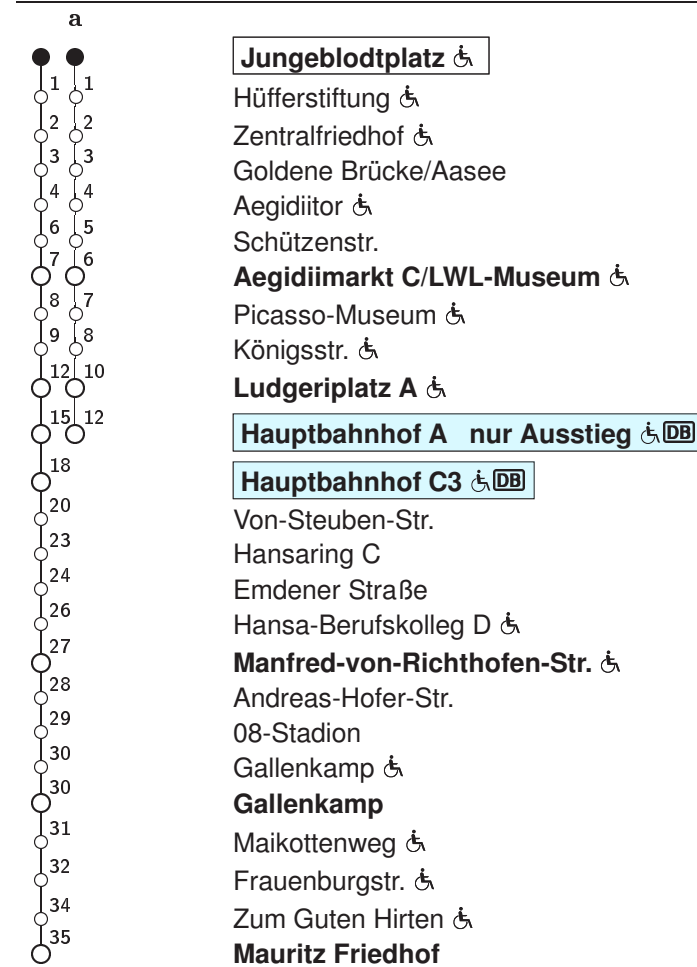 a
Jungeblodtplatz
1 1 Hüfferstiftung
2 2 Zentralfriedhof
3 3 Goldene Brücke/Aasee
4 4 Aegidiitor
6 5 Schützenstr.
7 6 Aegidiimarkt C/LWL-Museum
8 7 Picasso-Museum
9 8 Königsstr.
12 10 Ludgeriplatz A
15 12 Hauptbahnhof A nur Ausstieg DB
18 Hauptbahnhof C3 DB
20 Von-Steuben-Str.
23 Hansaring C
24 Emdener Straße
26 Hansa-Berufskolleg D
27 Manfred-von-Richthofen-Str.
28 Andreas-Hofer-Str.
29 08-Stadion
30 Gallenkamp
30 Gallenkamp
31 Maikottenweg
32 Frauenburgstr.
34 Zum Guten Hirten
35 Mauritz Friedhof